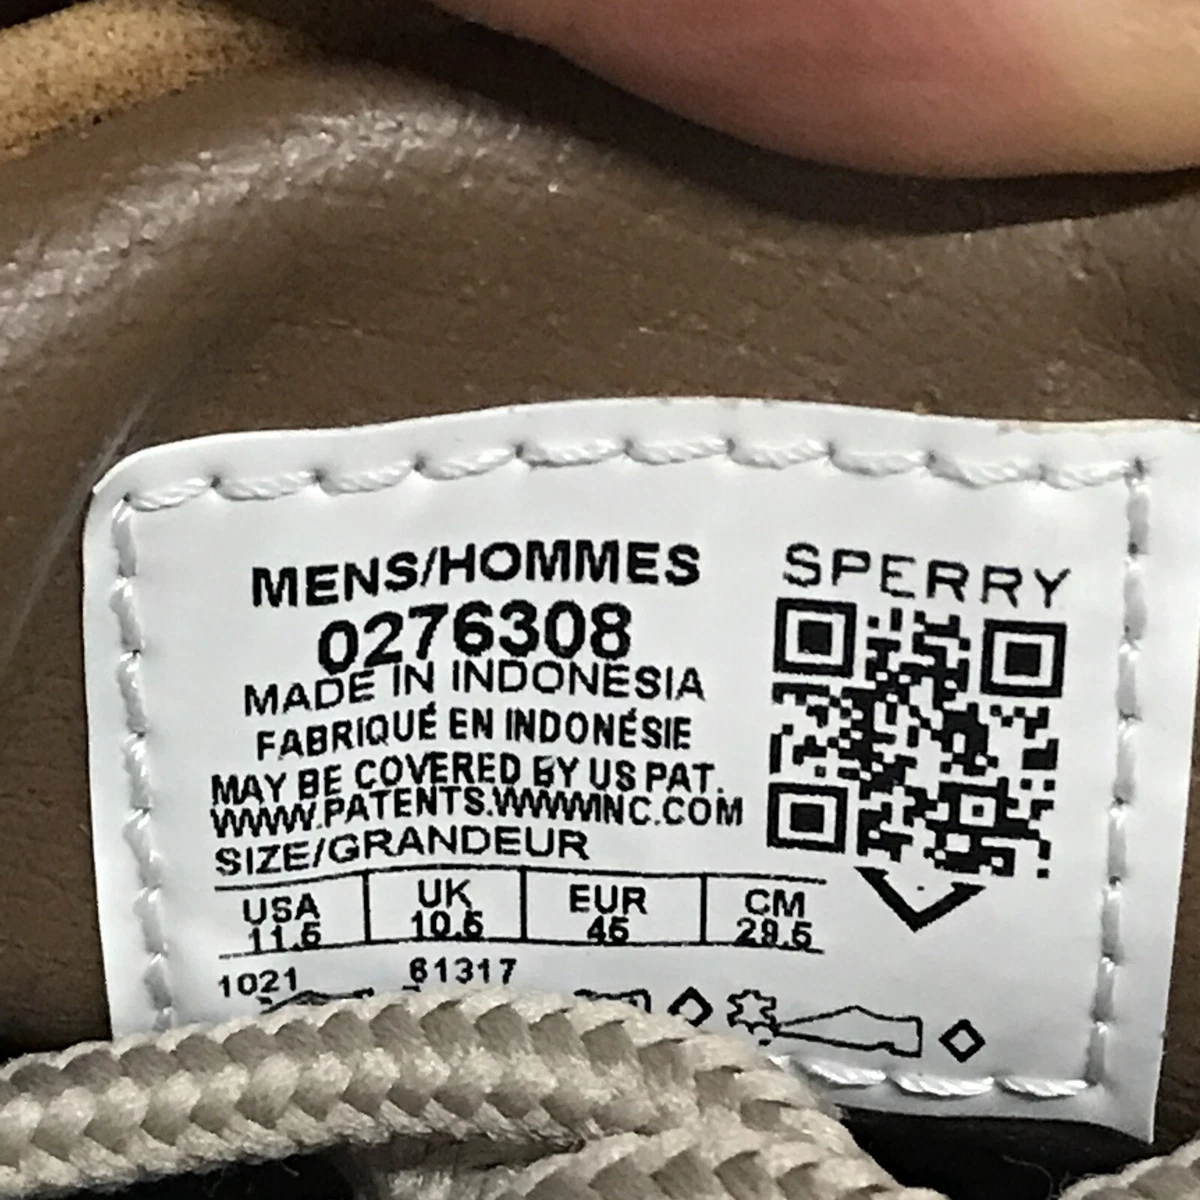 MENS/HOMMES
0276308
MADE IN INDONESIA
FABRIQUÉ EN INDONÉSIE
MAY BE COVERED BY US PAT.
WWW.PATENTS.WWWINC.COM
SIZE/GRANDEUR
USA UK EUR CM
11.5 10.5 45 29.5
1021 61317
SPERRY